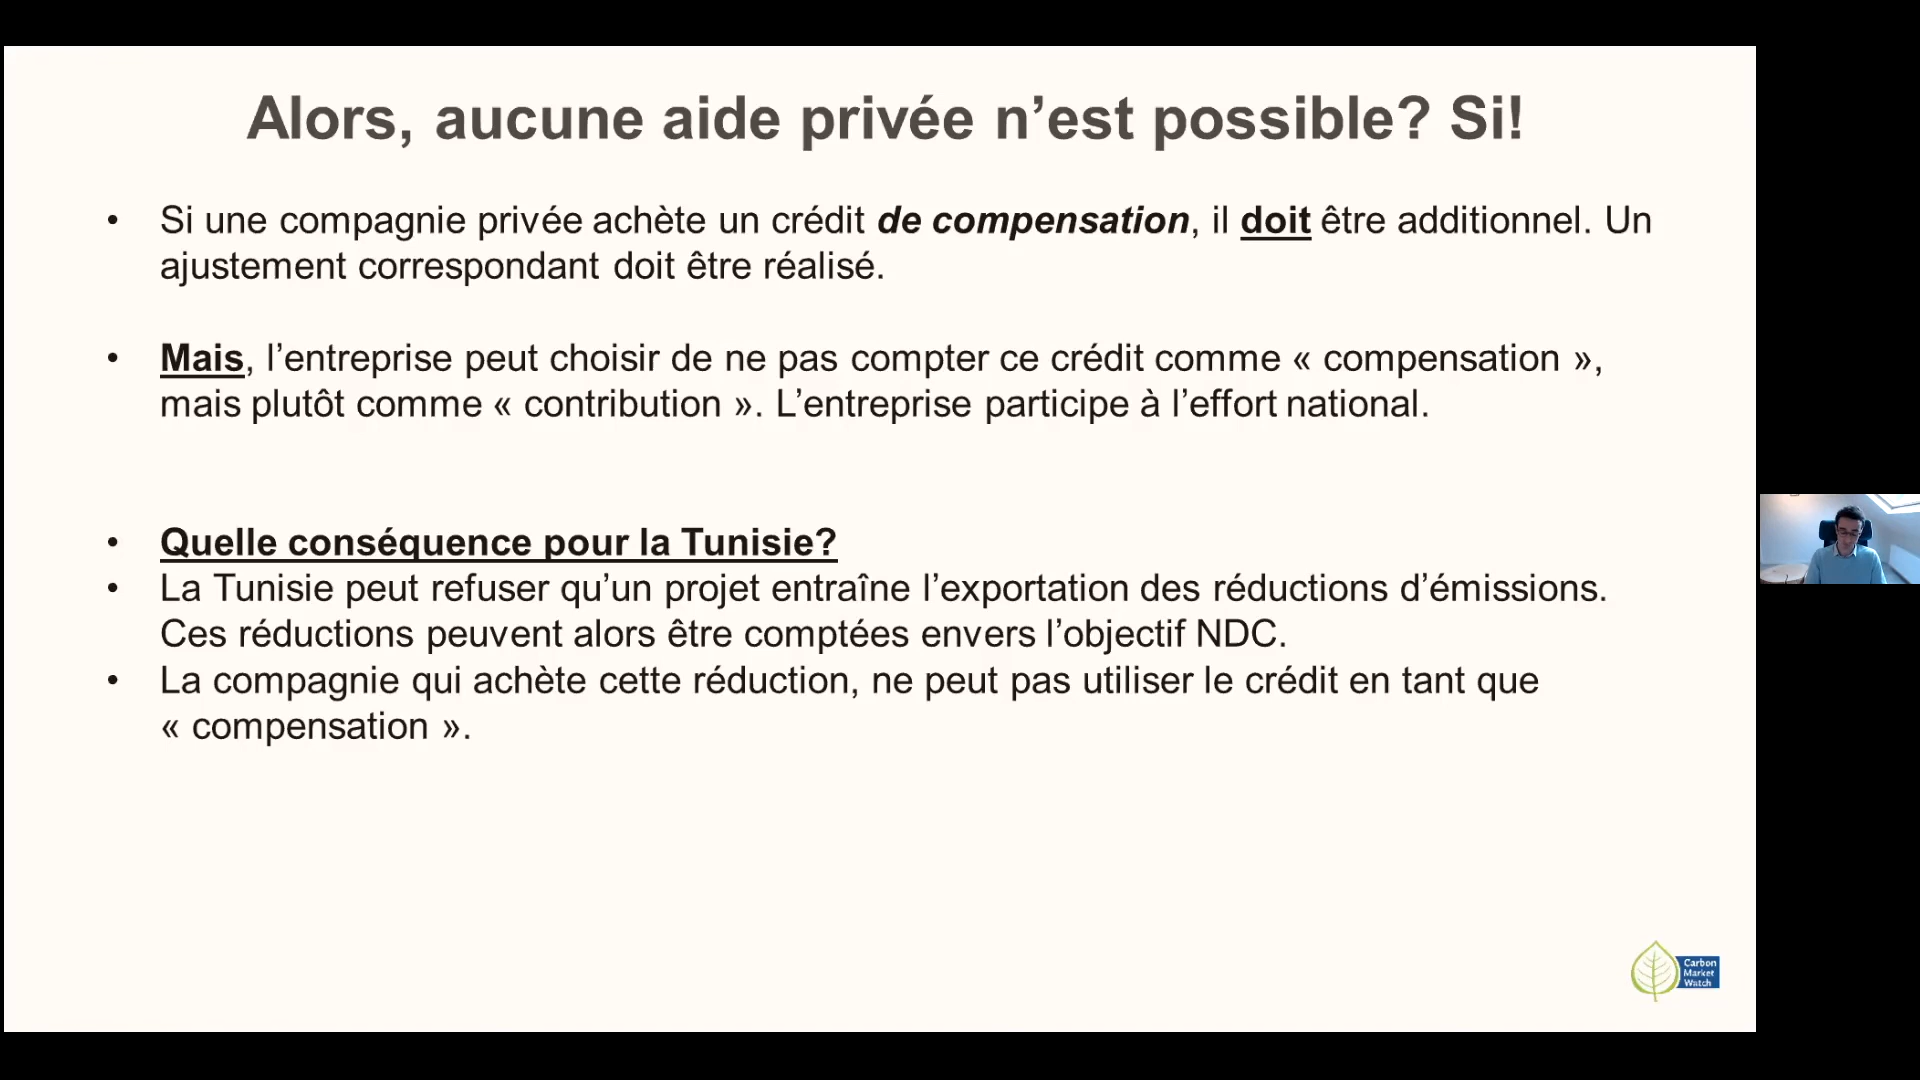 Alors, aucune aide privée n’est possible? Si!
• Si une compagnie privée achète un crédit de compensation, il doit être additionnel. Un
ajustement correspondant doit être réalisé.
• Mais, l’entreprise peut choisir de ne pas compter ce crédit comme « compensation »,
mais plutôt comme « contribution ». L’entreprise participe à l’effort national.
• Quelle conséquence pour la Tunisie?
• La Tunisie peut refuser qu’un projet entraîne l’exportation des réductions d’émissions.
Ces réductions peuvent alors être comptées envers l’objectif NDC.
• La compagnie qui achète cette réduction, ne peut pas utiliser le crédit en tant que
« compensation ».
Carbon
Market
Watch